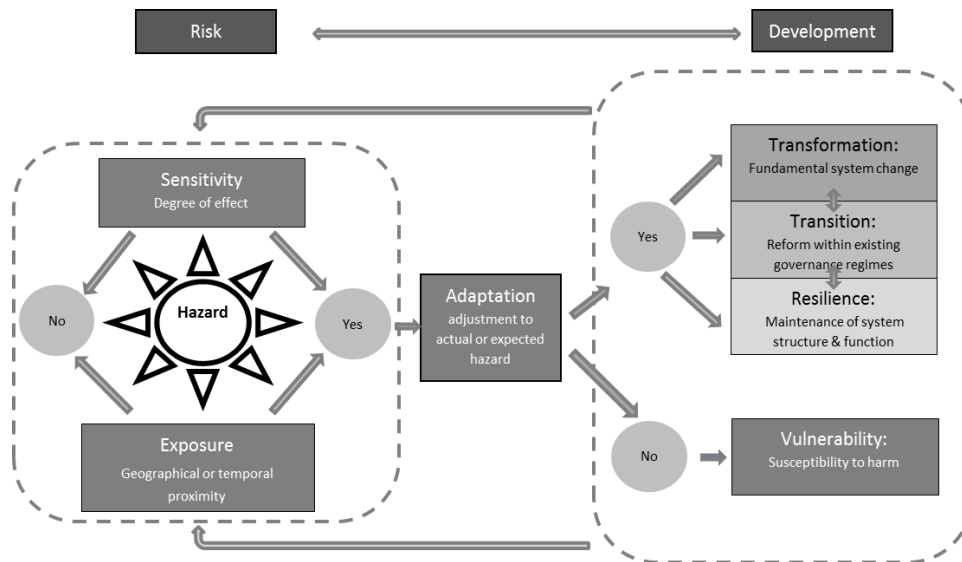 Risk
Development
Sensitivity
Degree of effect
No
Hazard
Yes
Exposure
Geographical or temporal
proximity
Adaptation
adjustment to
actual or expected
hazard
Yes
Transformation:
Fundamental system change
Transition:
Reform within existing
governance regimes
Resilience:
Maintenance of system
structure & function
No
Vulnerability:
Susceptibility to harm